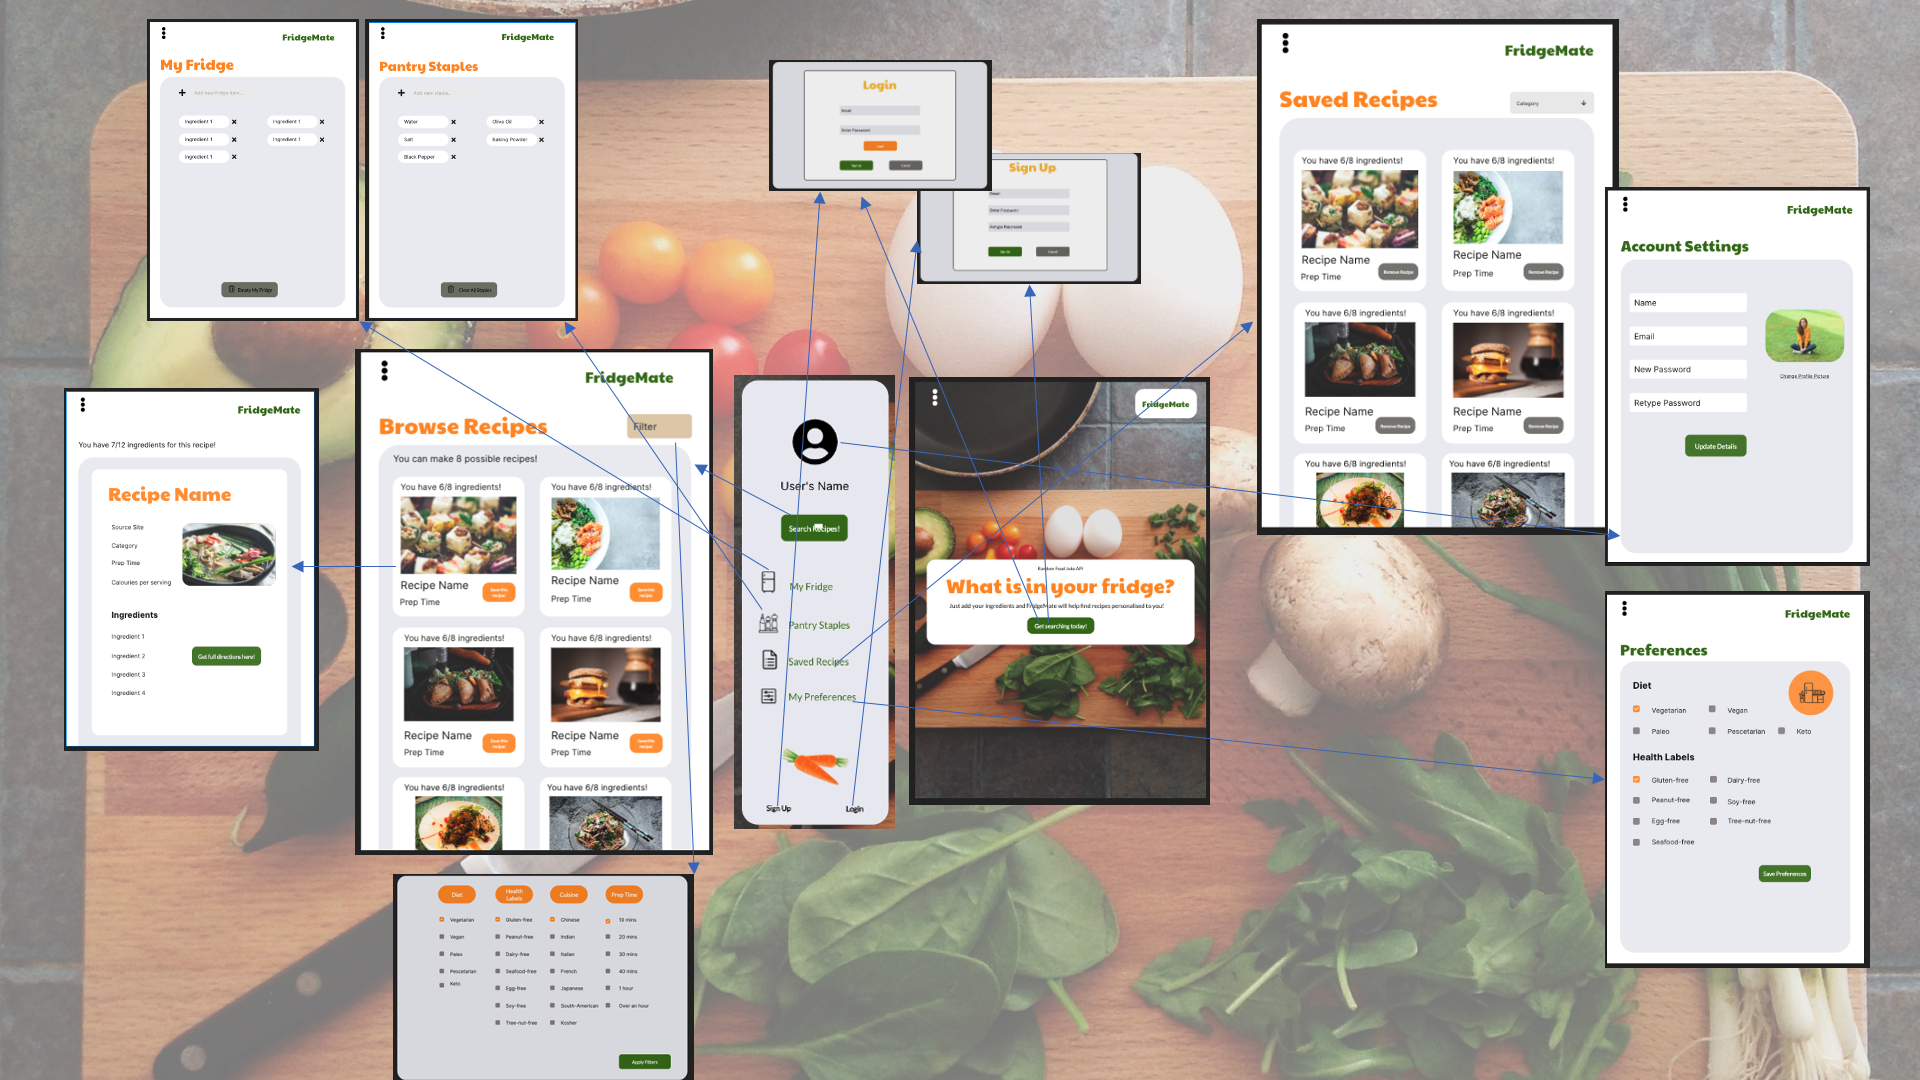 FridgeMate
My Fridge
Add new fridge item...
Ingredient 1
Ingredient 1
Ingredient 1
Ingredient 1
Ingredient 1
Empty My Fridge
FridgeMate
Pantry Staples
Add new staple...
Water
Olive Oil
Salt
Baking Powder
Black Pepper
Clear All Staples
Login
Email
Enter Password
Login
Sign Up
Cancel
Sign Up
Email
Enter Password
Retype Password
Sign Up
Cancel
FridgeMate
Saved Recipes
Category
You have 6/8 ingredients!
Recipe Name
Prep Time
Remove Recipe
You have 6/8 ingredients!
Recipe Name
Prep Time
Remove Recipe
You have 6/8 ingredients!
Recipe Name
Prep Time
Remove Recipe
You have 6/8 ingredients!
Recipe Name
Prep Time
Remove Recipe
You have 6/8 ingredients!
You have 6/8 ingredients!
FridgeMate
Account Settings
Name
Email
New Password
Retype Password
Change Profile Picture
Update Details
FridgeMate
You have 7/12 ingredients for this recipe!
Recipe Name
Source Site
Category
Prep Time
Calouries per serving
Ingredients
Ingredient 1
Ingredient 2
Ingredient 3
Ingredient 4
Get full directions here!
FridgeMate
Browse Recipes
Filter
You can make 8 possible recipes!
You have 6/8 ingredients!
Recipe Name
Prep Time
Save this recipe!
You have 6/8 ingredients!
Recipe Name
Prep Time
Save this recipe!
You have 6/8 ingredients!
Recipe Name
Prep Time
Save this recipe!
You have 6/8 ingredients!
Recipe Name
Prep Time
Save this recipe!
You have 6/8 ingredients!
You have 6/8 ingredients!
User's Name
Search Recipes!
My Fridge
Pantry Staples
Saved Recipes
My Preferences
Sign Up
Login
FridgeMate
Random Food Joke API
What is in your fridge?
Just add your ingredients and FridgeMate will help find recipes personalised to you!
Get searching today!
FridgeMate
Preferences
Diet
Vegetarian
Vegan
Paleo
Pescetarian
Keto
Health Labels
Gluten-free
Dairy-free
Peanut-free
Soy-free
Egg-free
Tree-nut-free
Seafood-free
Save Preferences
Diet
Vegetarian
Vegan
Paleo
Pescetarian
Keto
Health Labels
Gluten-free
Peanut-free
Dairy-free
Seafood-free
Egg-free
Soy-free
Tree-nut-free
Cuisine
Chinese
Indian
Italian
French
Japanese
South-American
Kosher
Prep Time
10 mins
20 mins
30 mins
40 mins
1 hour
Over an hour
Apply Filters